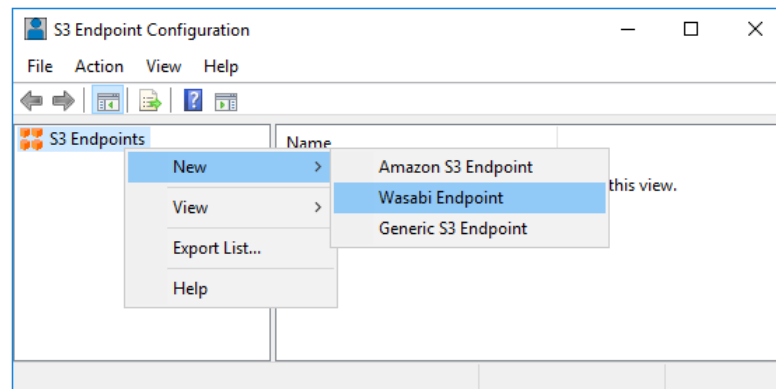 S3 Endpoint Configuration
File Action View Help
S3 Endpoints
Name
New
Amazon S3 Endpoint
this view.
Wasabi Endpoint
View
Generic S3 Endpoint
Export List...
Help